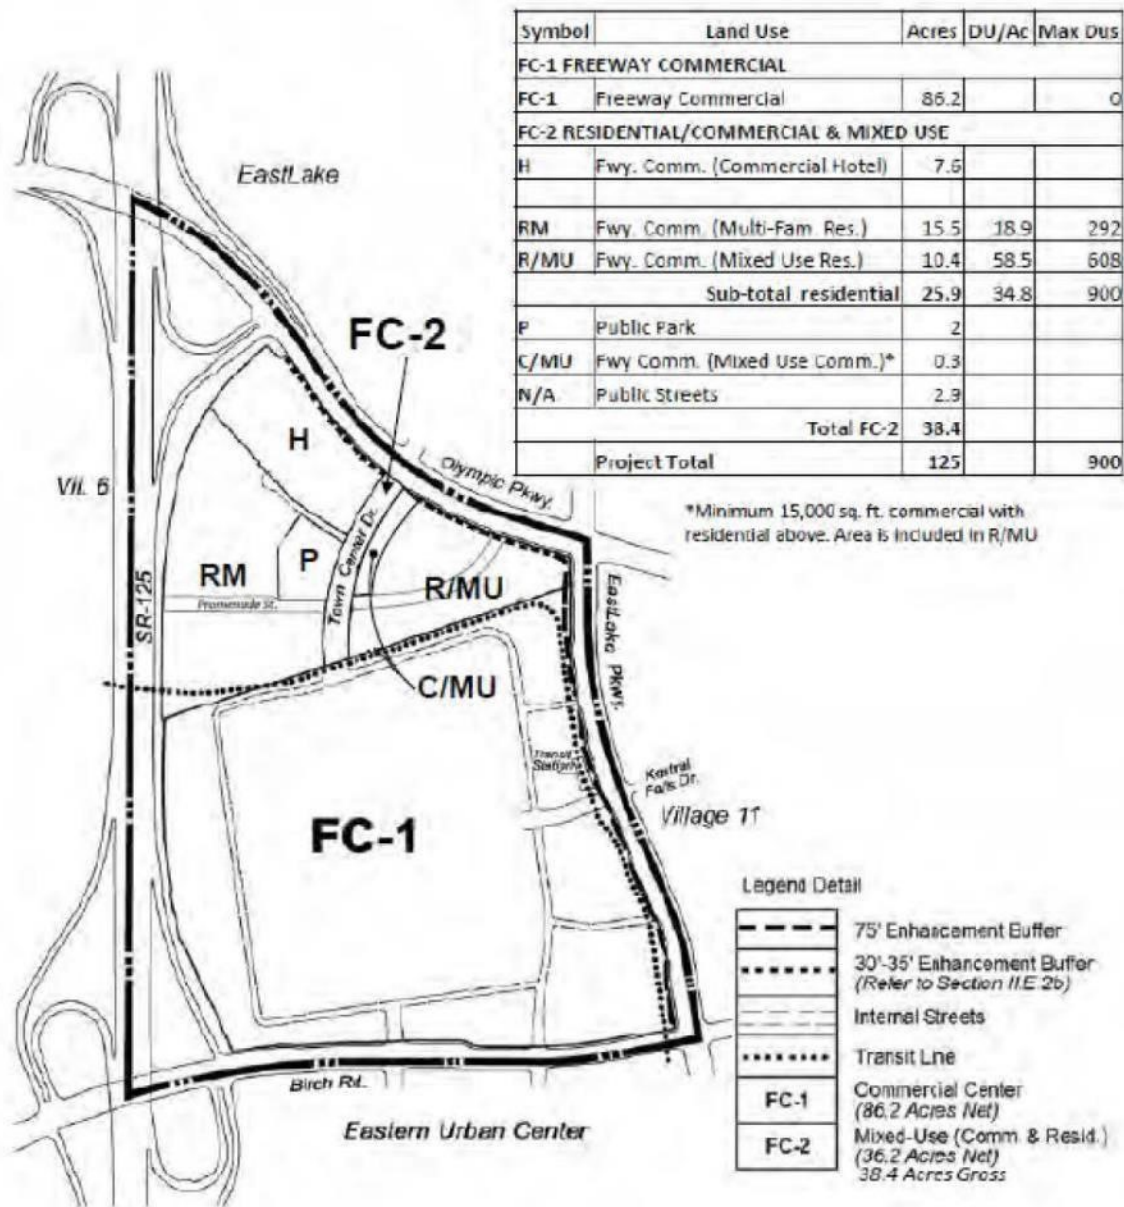 Symbol Land Use Acres DU/Ac Max Dus
FC-1 FREEWAY COMMERCIAL
FC-1 Freeway Commercial 86.2 0
FC-2 RESIDENTIAL/COMMERCIAL & MIXED USE
H Fwy. Comm. (Commercial Hotel) 7.6
RM Fwy. Comm. (Multi-Fam. Res.) 15.5 18.9 292
R/MU Fwy. Comm. (Mixed Use Res.) 10.4 58.5 608
Sub-total residential 25.9 34.8 900
P Public Park 2
C/MU Fwy Comm. (Mixed Use Comm.)* 0.3
N/A Public Streets 2.9
Total FC-2 38.4
Project Total 125 900
*Minimum 15,000 sq. ft. commercial with
residential above. Area is included in R/MU
EastLake
FC-2
H
Olympic Pkwy.
Vil. 6
Town Center Dr.
P
RM
R/MU
Promenade St.
SR-125
EastLake Pkwy.
C/MU
Transit
Station
Kestral
Falls Dr.
Village 11
FC-1
Birch Rd.
Eastern Urban Center
Legend Detail
75' Enhancement Buffer
30'-35' Enhancement Buffer
(Refer to Section II.E.2b)
Internal Streets
Transit Line
FC-1 Commercial Center
(86.2 Acres Net)
FC-2 Mixed-Use (Comm. & Resid.)
(36.2 Acres Net)
38.4 Acres Gross